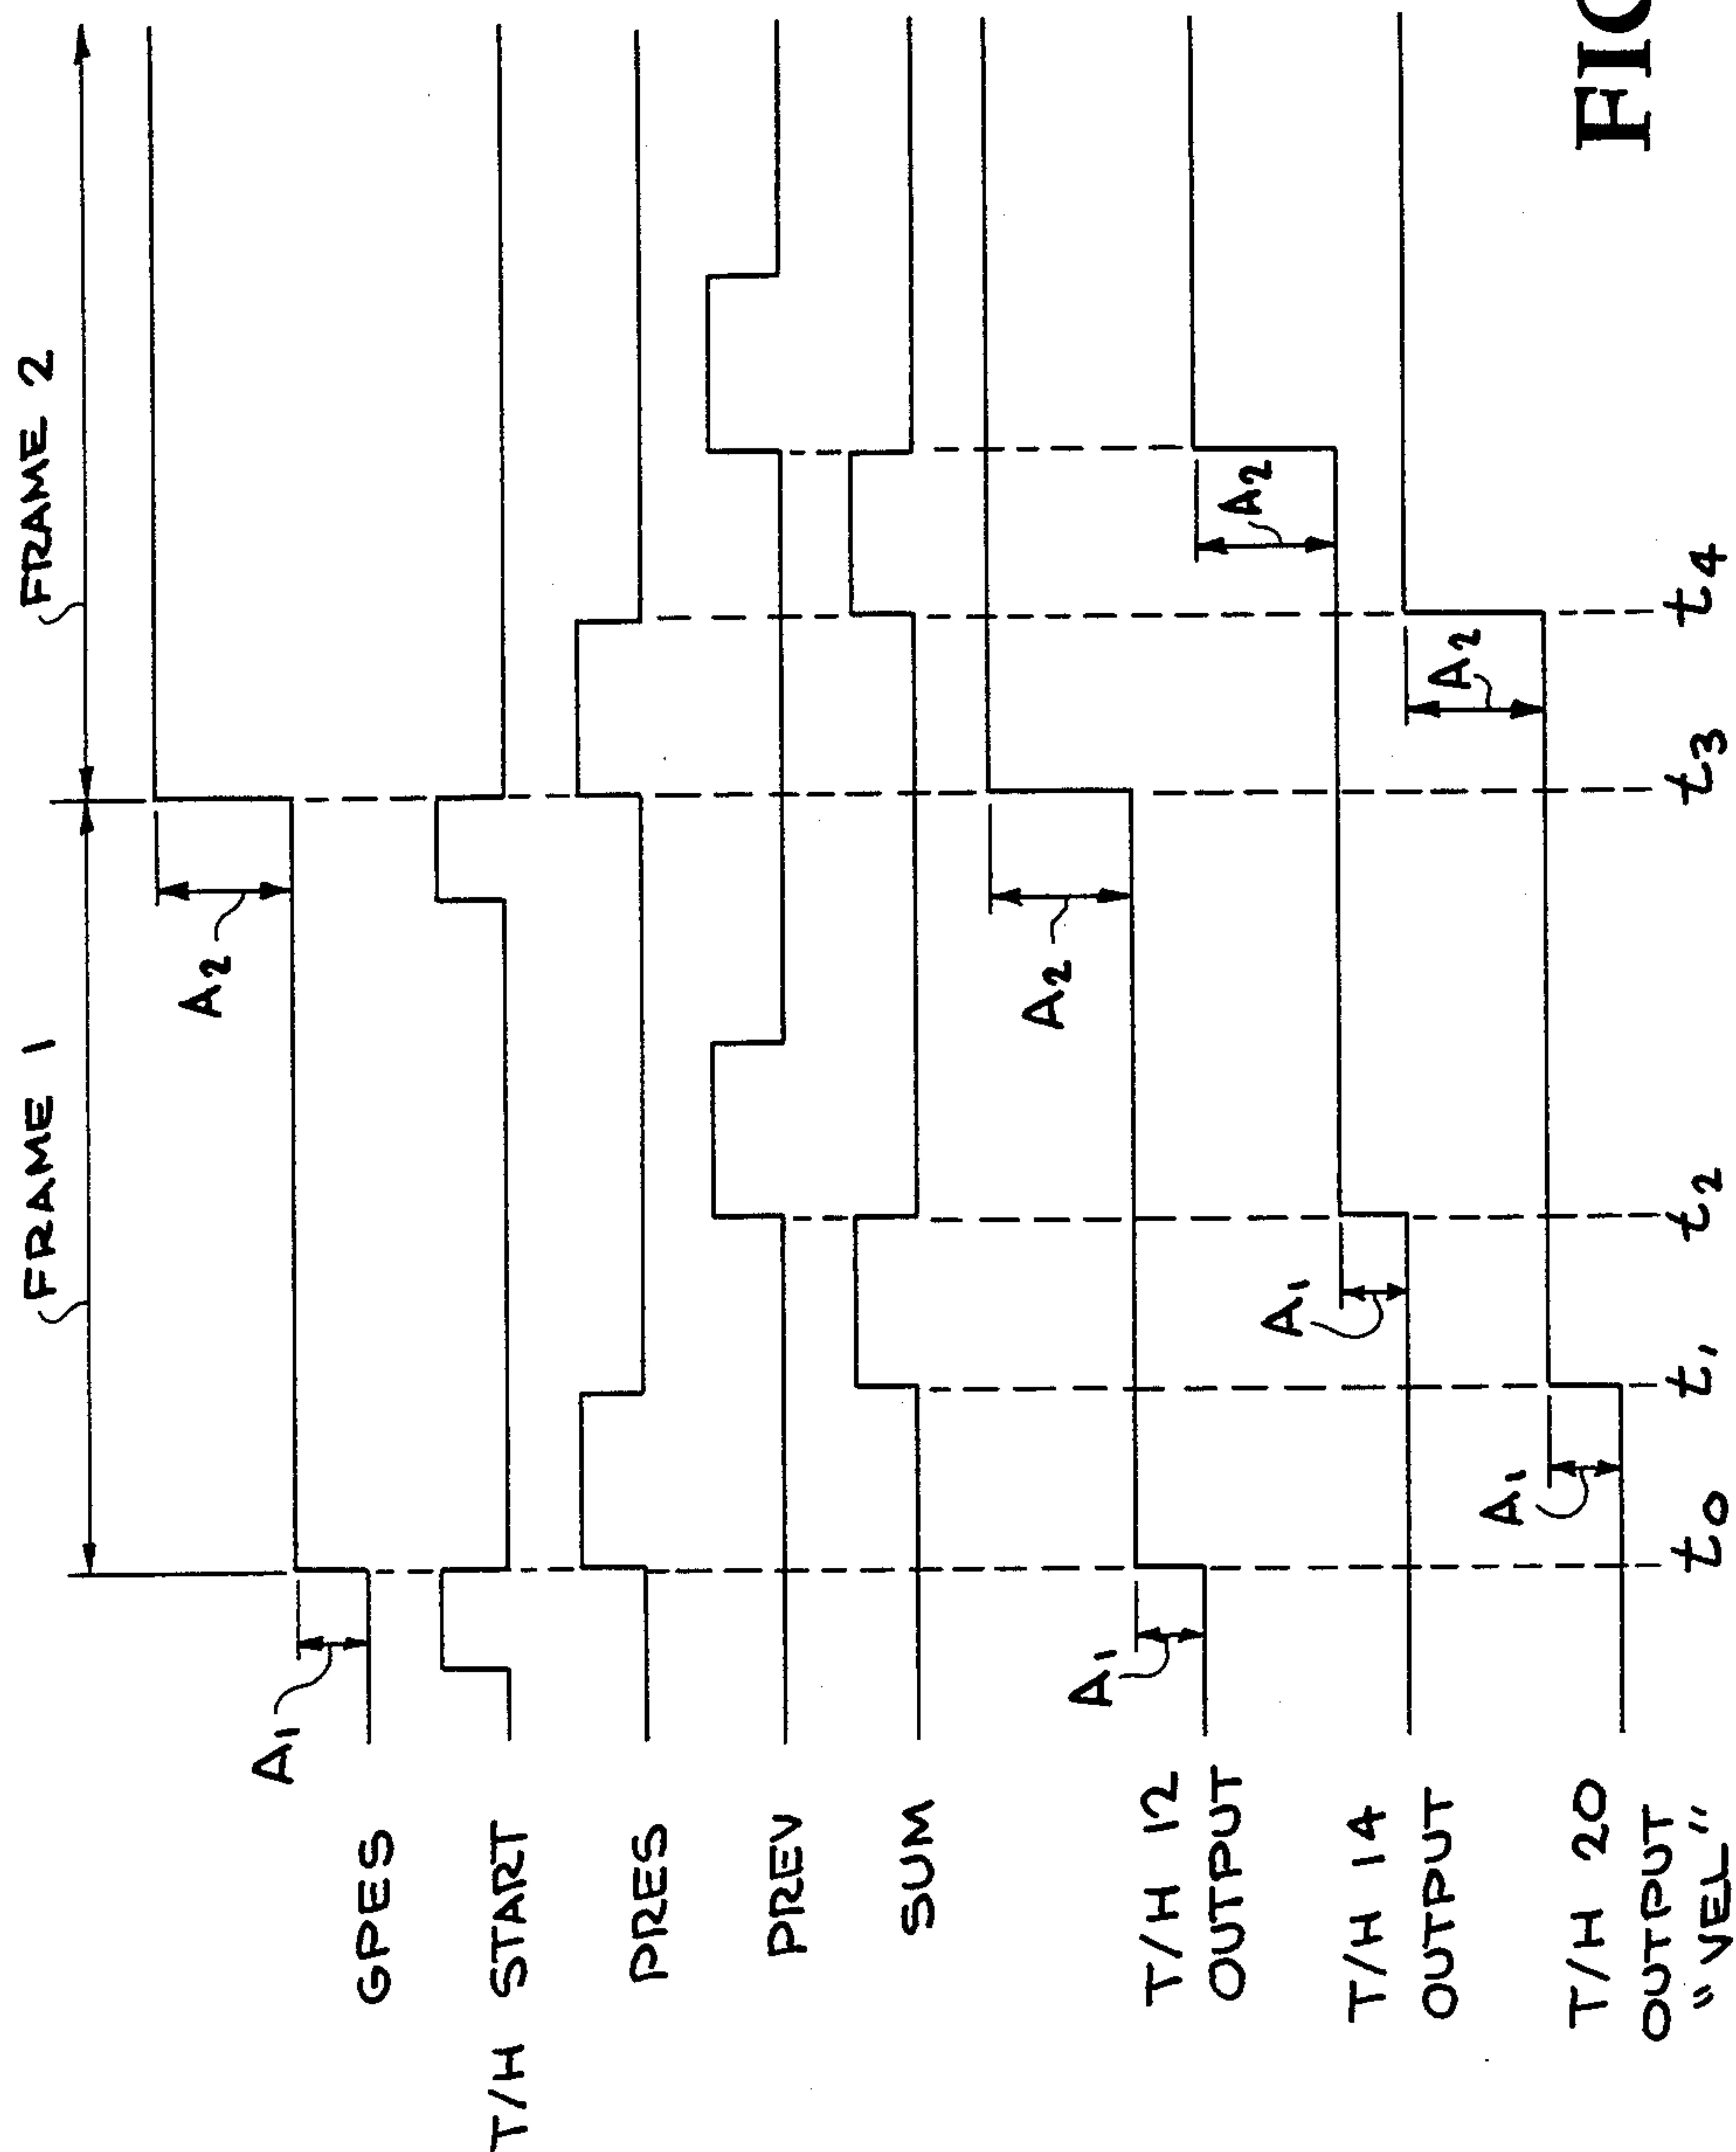 FRAME 1
FRAME 2
A1
A2
GPES
T/H START
PRES
PREV
SUM
A1
A2
T/H 12
OUTPUT
A1
A2
T/H 14
OUTPUT
A1
A2
T/H 20
OUTPUT
"VEL"
t0
t1
t2
t3
t4